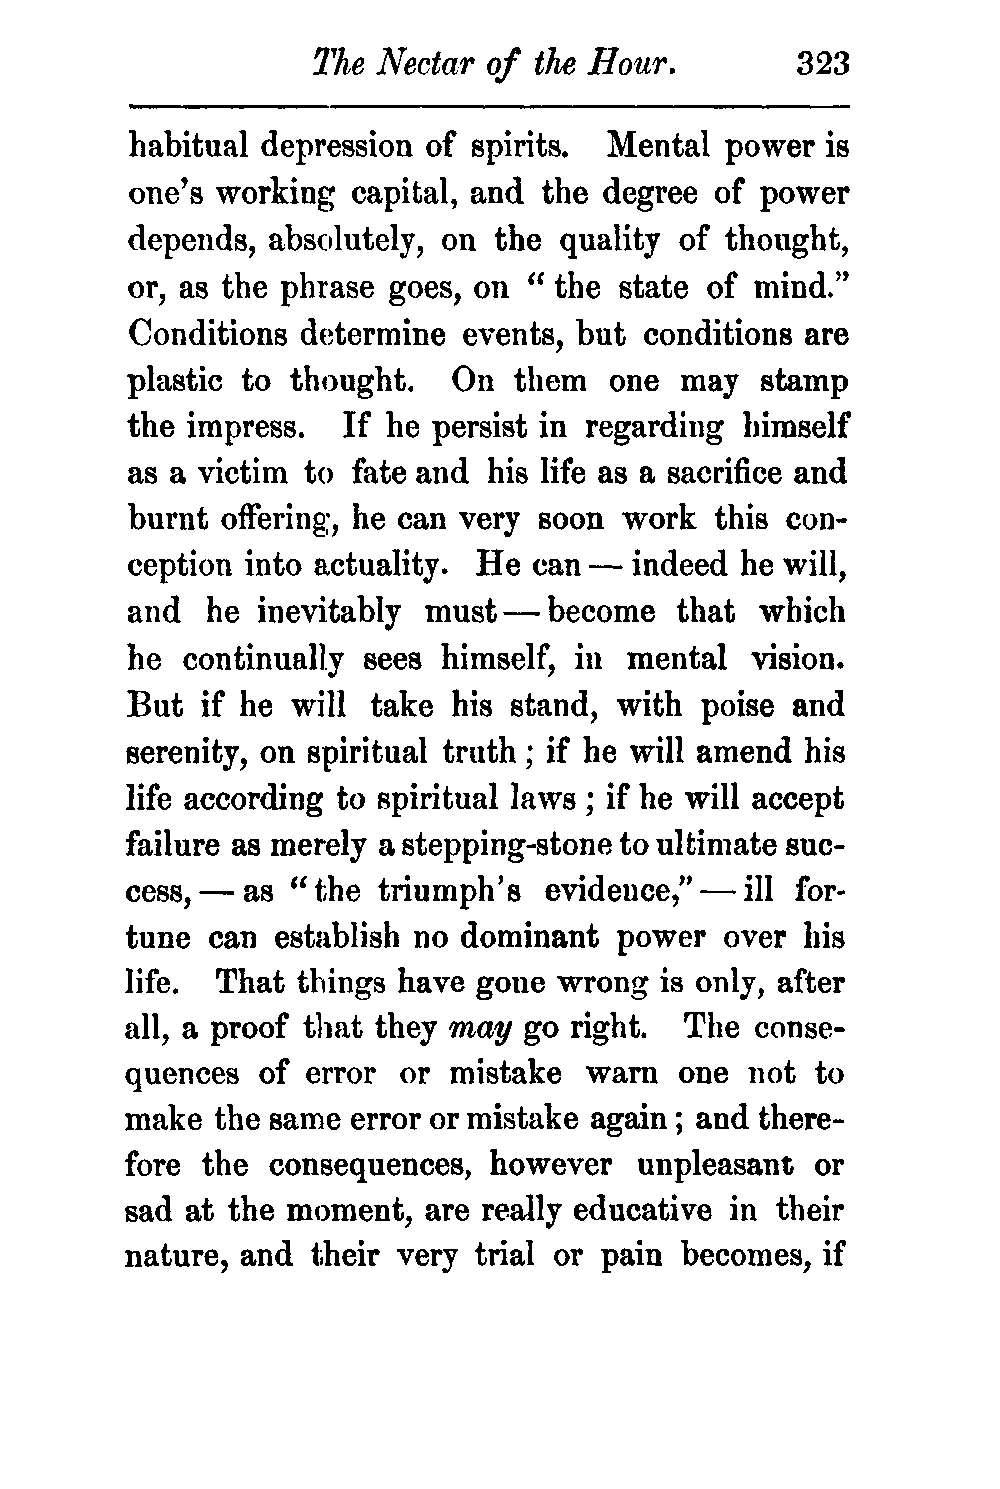 The Nectar of the Hour. 323
habitual depression of spirits. Mental power is
one's working capital, and the degree of power
depends, absolutely, on the quality of thought,
or, as the phrase goes, on " the state of mind."
Conditions determine events, but conditions are
plastic to thought. On them one may stamp
the impress. If he persist in regarding himself
as a victim to fate and his life as a sacrifice and
burnt offering, he can very soon work this con-
ception into actuality. He can — indeed he will,
and he inevitably must — become that which
he continually sees himself, in mental vision.
But if he will take his stand, with poise and
serenity, on spiritual truth ; if he will amend his
life according to spiritual laws ; if he will accept
failure as merely a stepping-stone to ultimate suc-
cess, — as " the triumph's evidence," — ill for-
tune can establish no dominant power over his
life. That things have gone wrong is only, after
all, a proof that they may go right. The conse-
quences of error or mistake warn one not to
make the same error or mistake again ; and there-
fore the consequences, however unpleasant or
sad at the moment, are really educative in their
nature, and their very trial or pain becomes, if